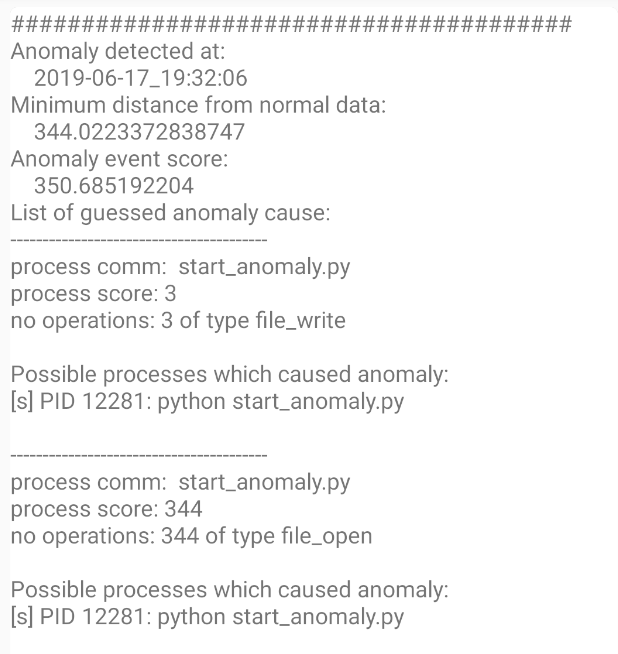 ########################################
Anomaly detected at:
2019-06-17_19:32:06
Minimum distance from normal data:
344.0223372838747
Anomaly event score:
350.685192204
List of guessed anomaly cause:
----------------------------------------
process comm:  start_anomaly.py
process score: 3
no operations: 3 of type file_write
Possible processes which caused anomaly:
[s] PID 12281: python start_anomaly.py
----------------------------------------
process comm:  start_anomaly.py
process score: 344
no operations: 344 of type file_open
Possible processes which caused anomaly:
[s] PID 12281: python start_anomaly.py